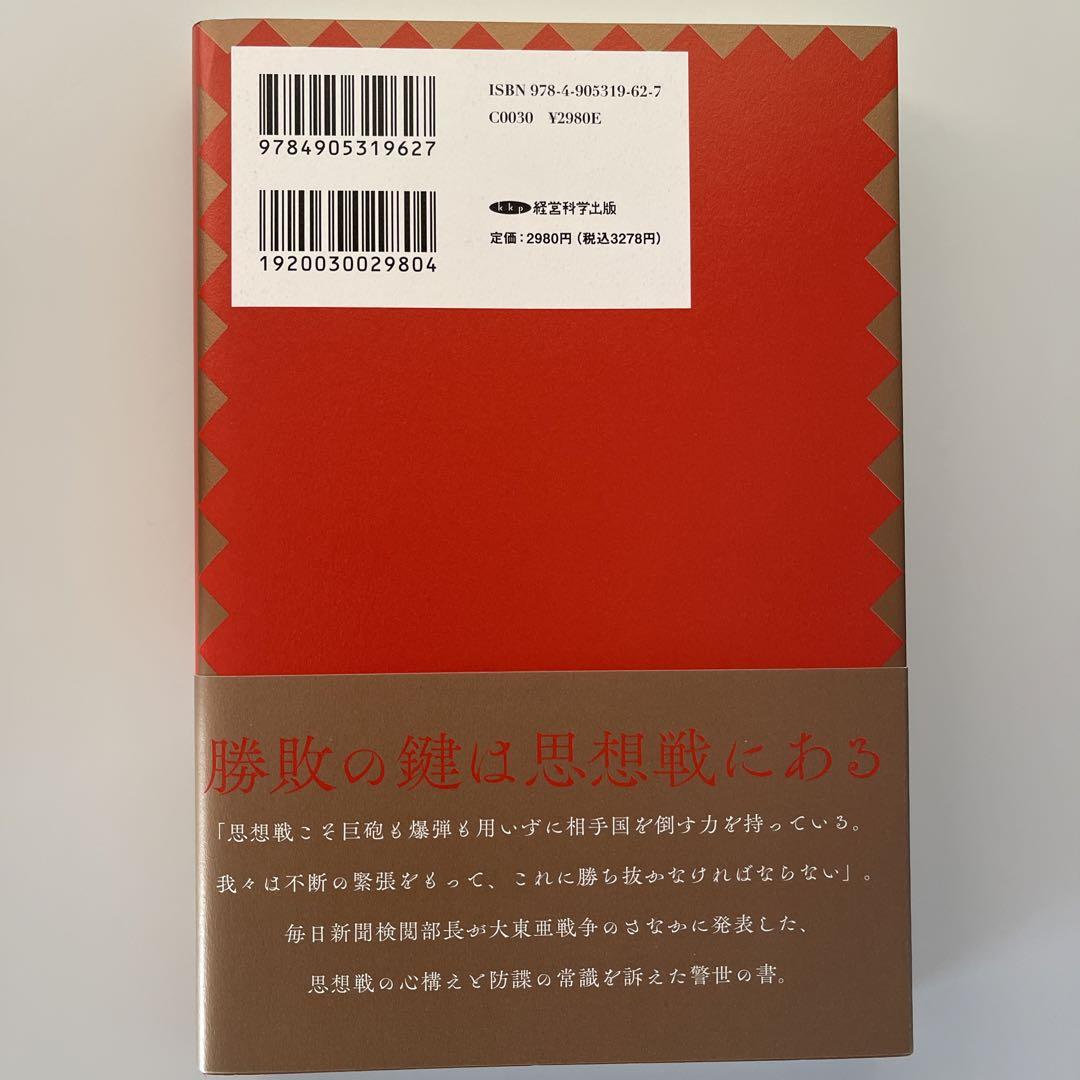 ISBN 978-4-905319-62-7
C0030 ¥2980E
9784905319627
1920030029804
kkp 経営科学出版
定価：2980円（税込3278円）
勝敗の鍵は思想戦にある
「思想戦こそ巨砲も爆弾も用いずに相手国を倒す力を持っている。
我々は不断の緊張をもって、これに勝ち抜かなければならない」。
毎日新聞検閲部長が大東亜戦争のさなかに発表した、
思想戦の心構えと防諜の常識を訴えた警世の書。